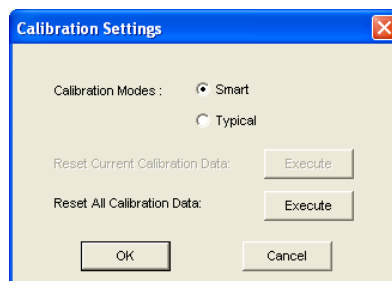 Calibration Settings
Calibration Modes : Smart
Typical
Reset Current Calibration Data: Execute
Reset All Calibration Data: Execute
OK Cancel